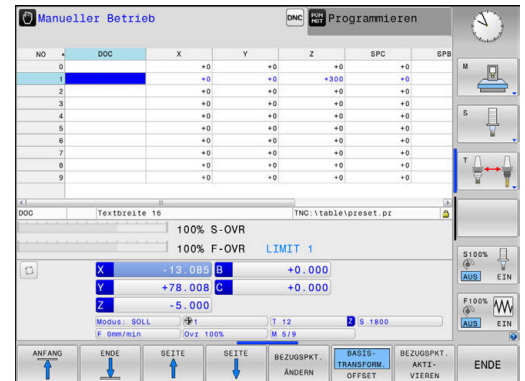 Manueller Betrieb DNC PGM MGT Programmieren
NO DOC X Y Z SPC SPB
0 +0 +0 +0 +0
1 +0 +0 +300 +0
2 +0 +0 +0 +0
3 +0 +0 +0 +0
4 +0 +0 +0 +0
5 +0 +0 +0 +0
6 +0 +0 +0 +0
7 +0 +0 +0 +0
8 +0 +0 +0 +0
9 +0 +0 +0 +0
DOC Textbreite 16 TNC:\table\preset.pr
100% S-OVR
100% F-OVR LIMIT 1
X -13.085 B +0.000
Y +78.008 C +0.000
Z -5.000
Modus: SOLL 1 T 12 Z S 1800
F 0mm/min Ovr 100% M 5/9
M
S
T
S100%
AUS EIN
F100%
AUS EIN
ANFANG ENDE SEITE SEITE BEZUGSPKT. ÄNDERN BASIS-TRANSFORM. OFFSET BEZUGSPKT. AKTI-VIEREN ENDE